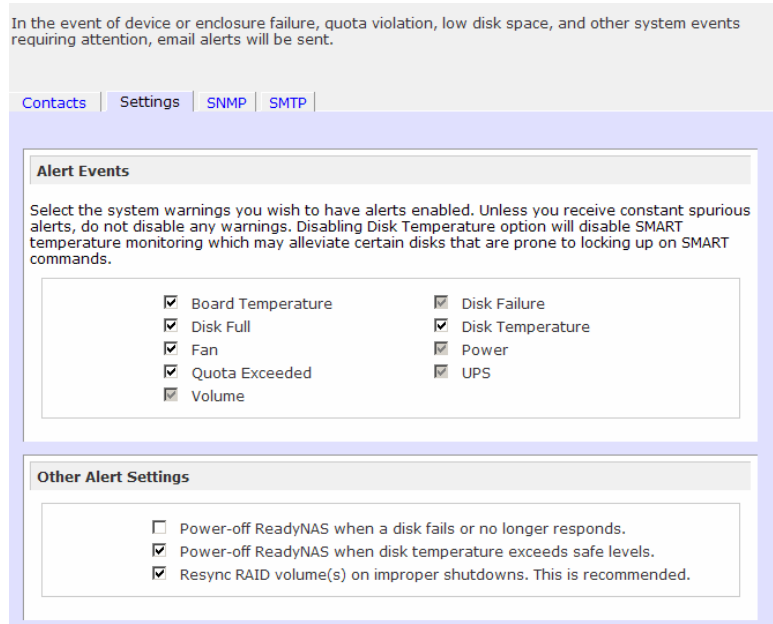 In the event of device or enclosure failure, quota violation, low disk space, and other system events
requiring attention, email alerts will be sent.
Contacts
Settings
SNMP
SMTP
Alert Events
Select the system warnings you wish to have alerts enabled. Unless you receive constant spurious
alerts, do not disable any warnings. Disabling Disk Temperature option will disable SMART
temperature monitoring which may alleviate certain disks that are prone to locking up on SMART
commands.
Board Temperature
Disk Failure
Disk Full
Disk Temperature
Fan
Power
Quota Exceeded
UPS
Volume
Other Alert Settings
Power-off ReadyNAS when a disk fails or no longer responds.
Power-off ReadyNAS when disk temperature exceeds safe levels.
Resync RAID volume(s) on improper shutdowns. This is recommended.